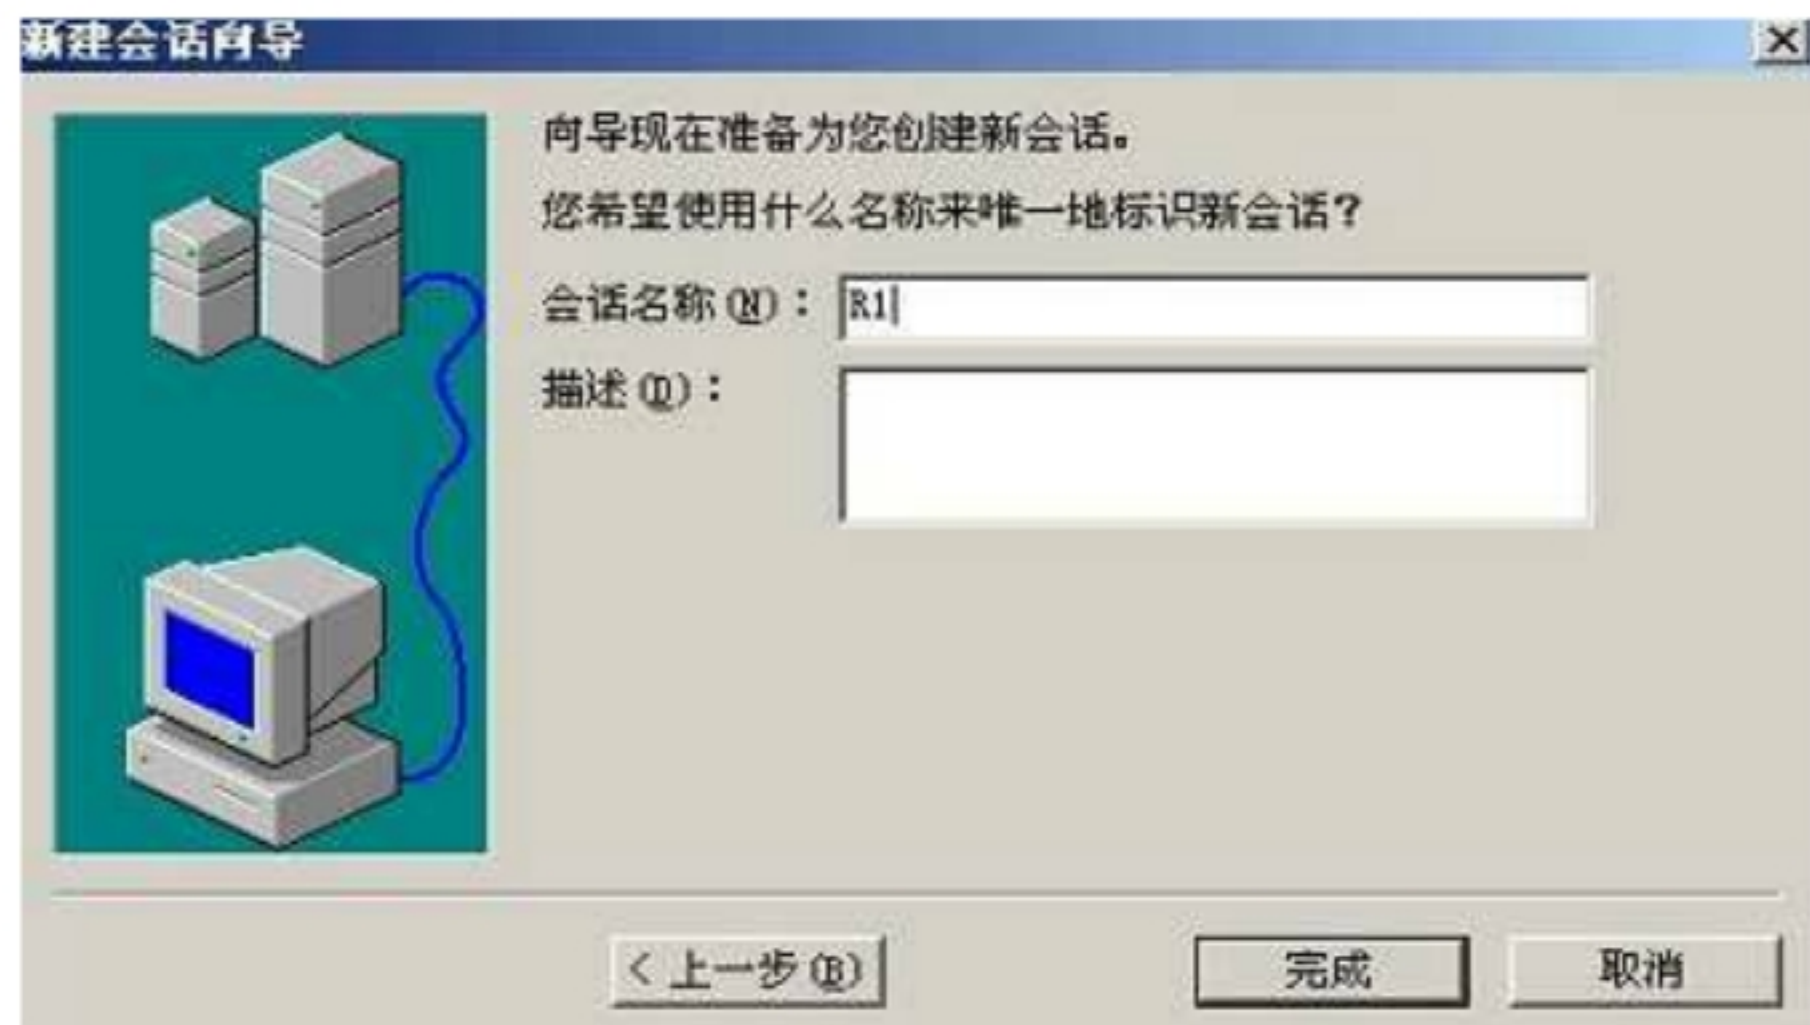 新建会话向导
向导现在准备为您创建新会话。
您希望使用什么名称来唯一地标识新会话?
会话名称(N): R1
描述(D):
<上一步(B)
完成
取消